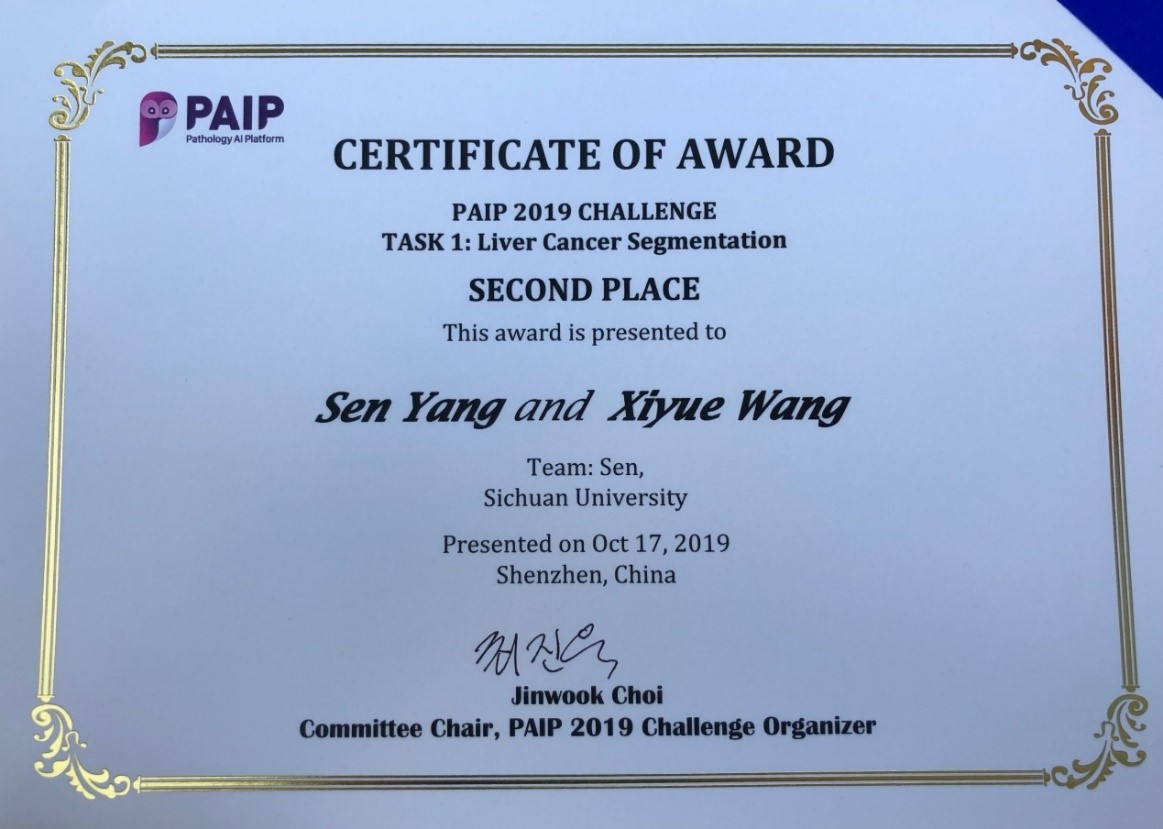 PAIP
Pathology AI Platform
CERTIFICATE OF AWARD
PAIP 2019 CHALLENGE
TASK 1: Liver Cancer Segmentation
SECOND PLACE
This award is presented to
Sen Yang and Xiyue Wang
Team: Sen,
Sichuan University
Presented on Oct 17, 2019
Shenzhen, China
Jinwook Choi
Committee Chair, PAIP 2019 Challenge Organizer